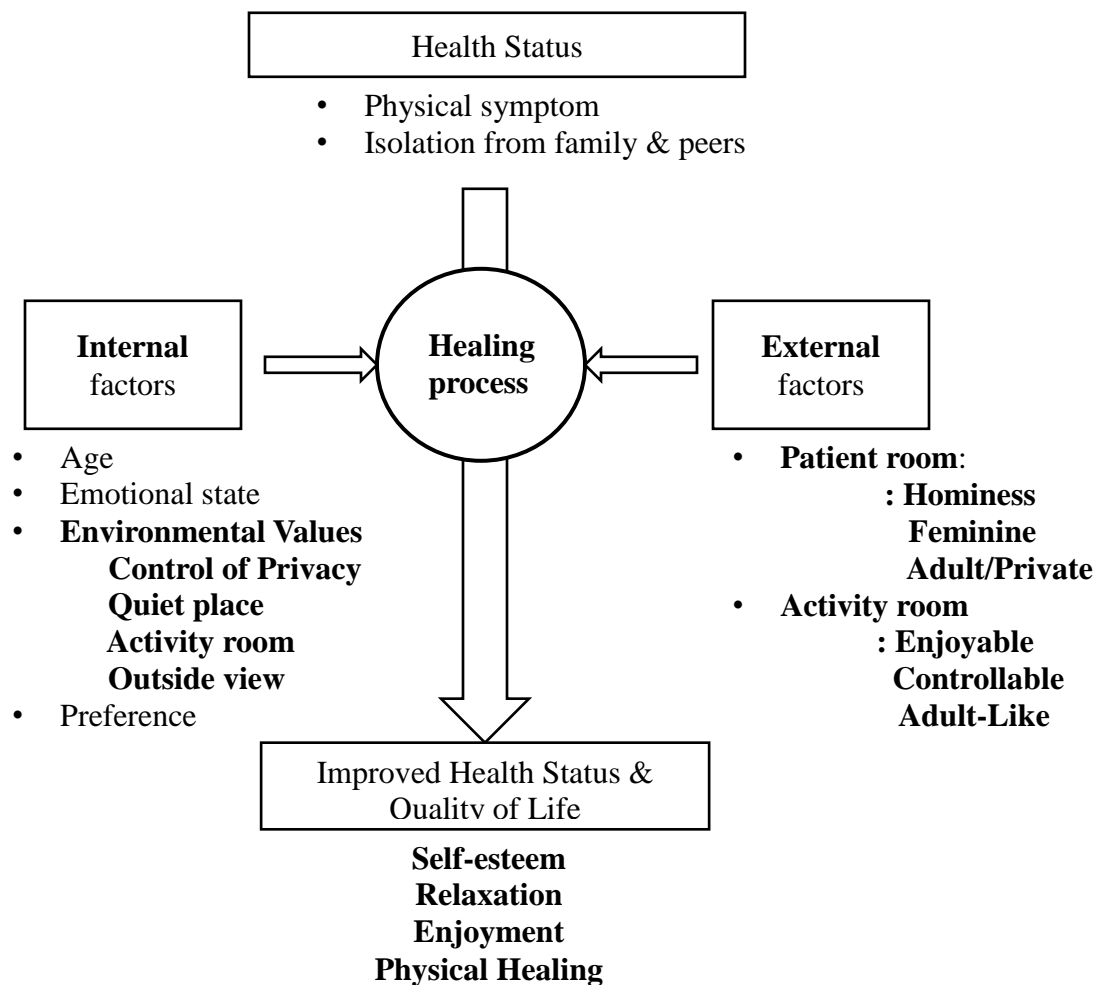 Health Status
• Physical symptom
• Isolation from family & peers
Internal
factors
Healing
process
External
factors
• Age
• Emotional state
• Environmental Values
Control of Privacy
Quiet place
Activity room
Outside view
• Preference
• Patient room:
: Hominess
Feminine
Adult/Private
• Activity room
: Enjoyable
Controllable
Adult-Like
Improved Health Status &
Quality of Life
Self-esteem
Relaxation
Enjoyment
Physical Healing